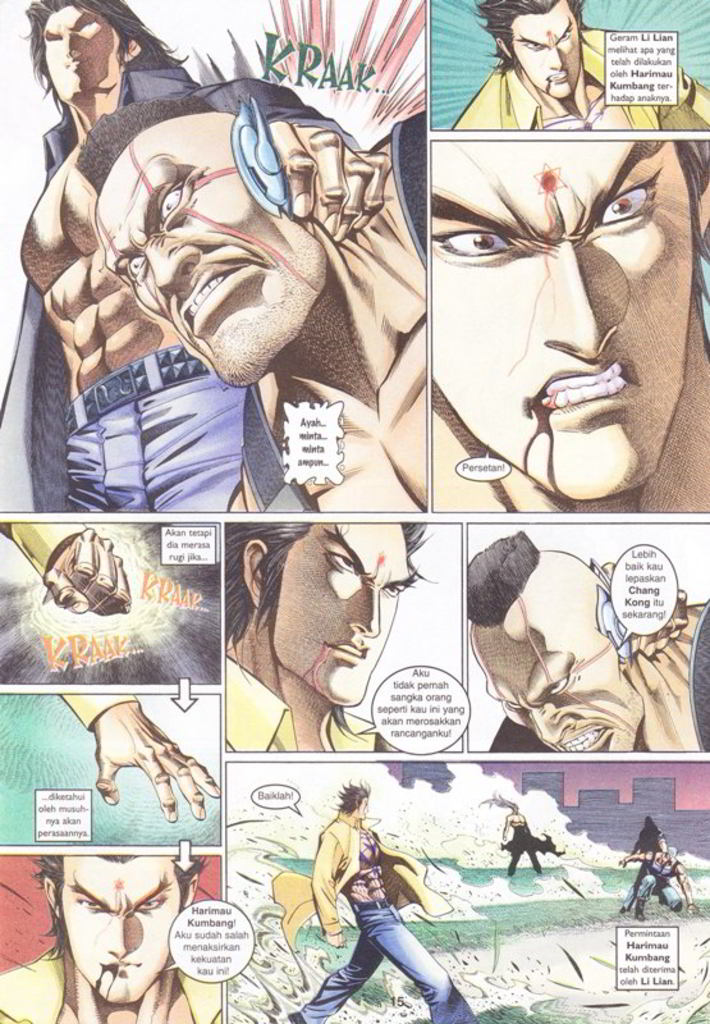 KRAAK...
Geram Li Lian
melihat apa yang
telah dilakukan
oleh Harimau
Kumbang ter-
hadap anaknya.
Ayah...
minta...
minta
ampun...
Persetan!
Akan tetapi
dia merasa
rugi jika...
KRAAK...
KRAAK...
...diketahui
oleh musuh-
nya akan
perasaannya.
Harimau
Kumbang!
Aku sudah salah
menaksirkan
kekuatan
kau ini!
Aku
tidak pernah
sangka orang
seperti kau ini yang
akan merosakkan
rancanganku!
Lebih
baik kau
lepaskan
Chang
Kong itu
sekarang!
Baiklah!
Permintaan
Harimau
Kumbang
telah diterima
oleh Li Lian.
15